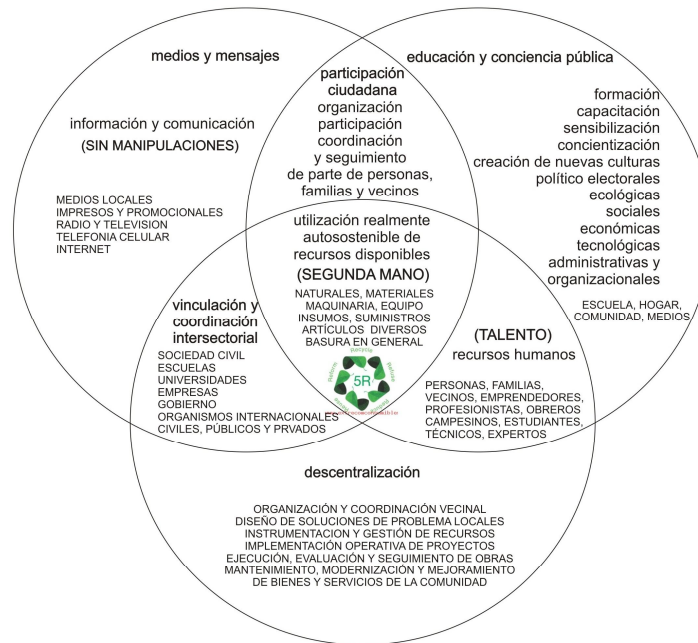 medios y mensajes
información y comunicación
(SIN MANIPULACIONES)
MEDIOS LOCALES
IMPRESOS Y PROMOCIONALES
RADIO Y TELEVISION
TELEFONIA CELULAR
INTERNET
participación
ciudadana
organización
participación
coordinación
y seguimiento
de parte de personas,
familias y vecinos
educación y conciencia pública
formación
capacitación
sensibilización
concientización
creación de nuevas culturas
político electorales
ecológicas
sociales
económicas
tecnológicas
administrativas y
organizacionales
ESCUELA, HOGAR,
COMUNIDAD, MEDIOS
utilización realmente
autosostenible de
recursos disponibles
(SEGUNDA MANO)
NATURALES, MATERIALES
MAQUINARIA, EQUIPO
INSUMOS, SUMINISTROS
ARTÍCULOS DIVERSOS
BASURA EN GENERAL
Recycle
Refuse
Reform
5R
vinculación y
coordinación
intersectorial
SOCIEDAD CIVIL
ESCUELAS
UNIVERSIDADES
EMPRESAS
GOBIERNO
ORGANISMOS INTERNACIONALES
CIVILES, PÚBLICOS Y PRVADOS
(TALENTO)
recursos humanos
PERSONAS, FAMILIAS,
VECINOS, EMPRENDEDORES,
PROFESIONISTAS, OBREROS
CAMPESINOS, ESTUDIANTES,
TÉCNICOS, EXPERTOS
descentralización
ORGANIZACIÓN Y COORDINACIÓN VECINAL
DISEÑO DE SOLUCIONES DE PROBLEMA LOCALES
INSTRUMENTACION Y GESTIÓN DE RECURSOS
IMPLEMENTACIÓN OPERATIVA DE PROYECTOS
EJECUCIÓN, EVALUACIÓN Y SEGUIMIENTO DE OBRAS
MANTENIMIENTO, MODERNIZACIÓN Y MEJORAMIENTO
DE BIENES Y SERVICIOS DE LA COMUNIDAD